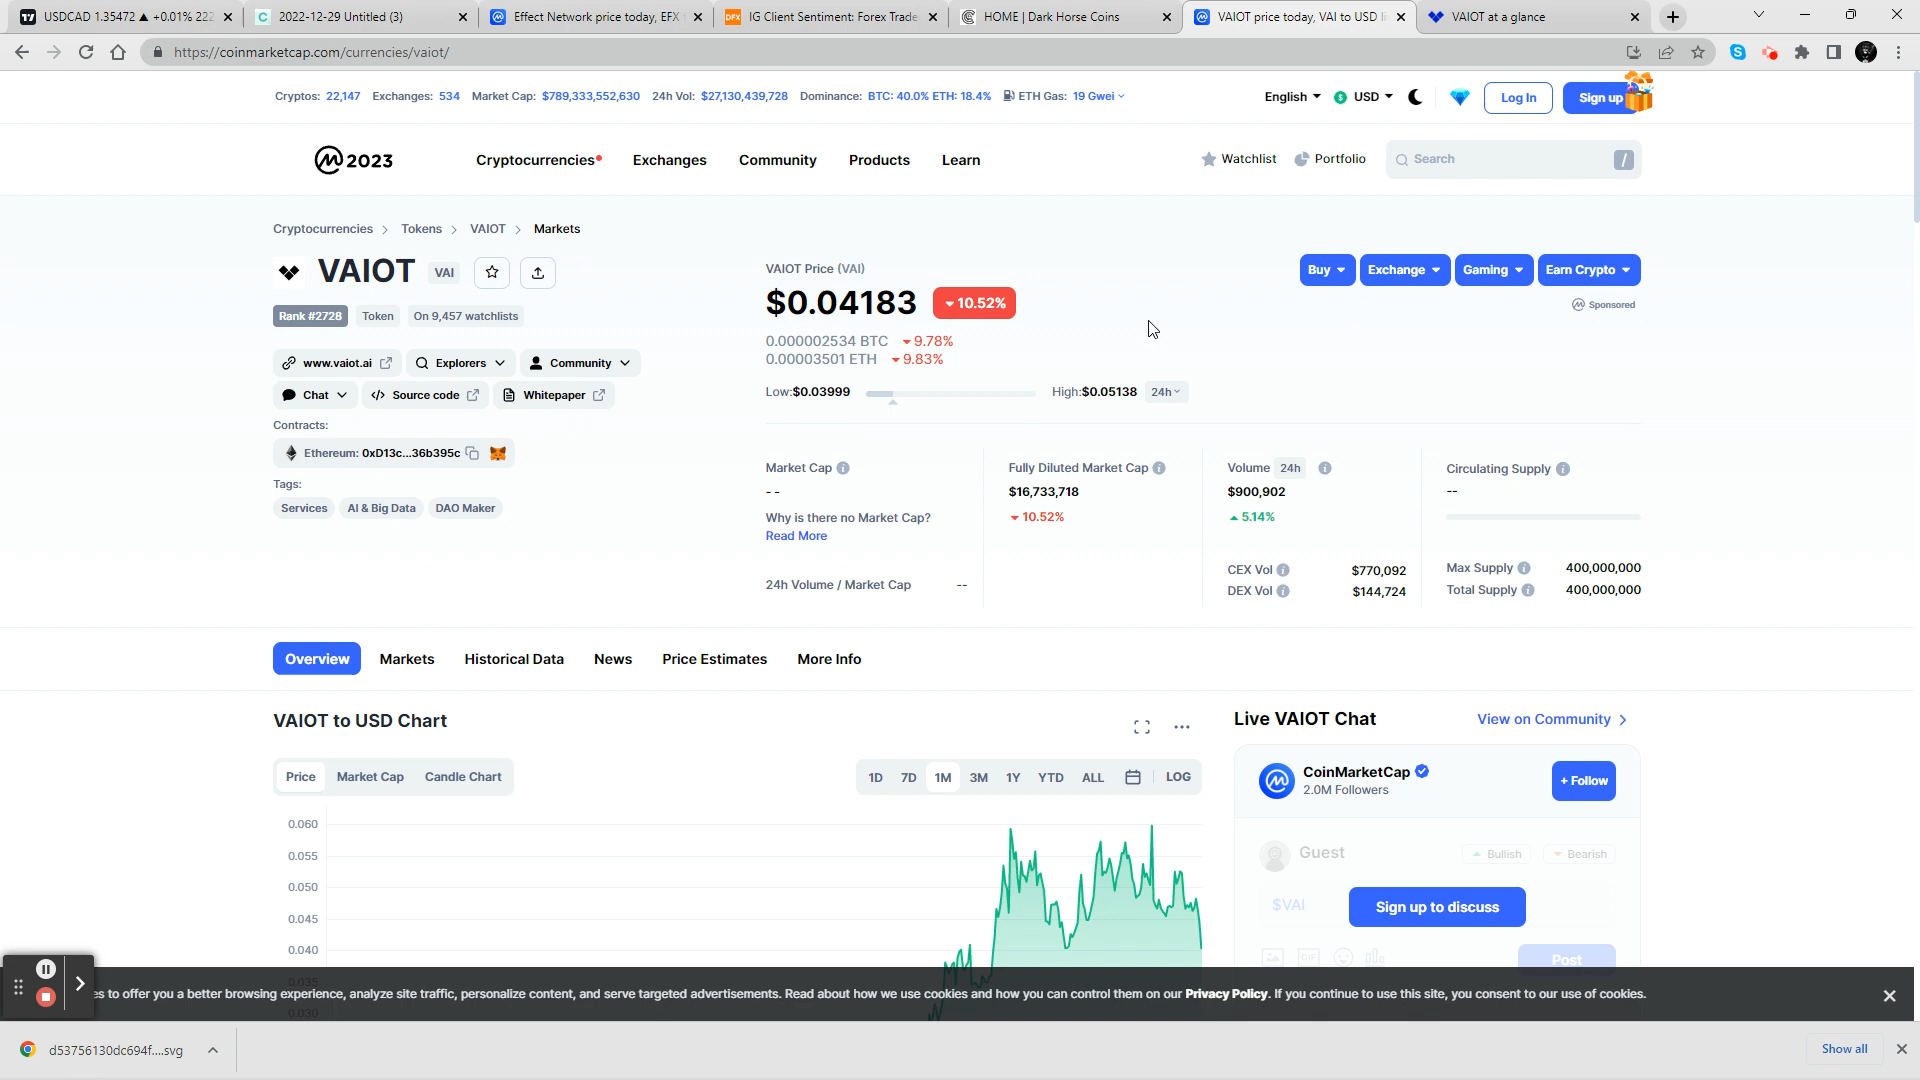 USDCAD 1.35472 ▲ +0.01% 222
2022-12-29 Untitled (3)
Effect Network price today, EFX
IG Client Sentiment: Forex Trade
HOME | Dark Horse Coins
VAIOT price today, VAI to USD li
VAIOT at a glance
https://coinmarketcap.com/currencies/vaiot/
Cryptos: 22,147 Exchanges: 534 Market Cap: $789,333,552,630 24h Vol: $27,130,439,728 Dominance: BTC: 40.0% ETH: 18.4% ETH Gas: 19 Gwei
English USD Log In Sign up
2023 Cryptocurrencies Exchanges Community Products Learn Watchlist Portfolio Search /
Cryptocurrencies > Tokens > VAIOT > Markets
VAIOT VAI
Rank #2728 Token On 9,457 watchlists
www.vaiot.ai Explorers Community
Chat Source code Whitepaper
Contracts:
Ethereum: 0xD13c...36b395c
Tags:
Services AI & Big Data DAO Maker
VAIOT Price (VAI)
$0.04183 10.52%
0.000002534 BTC 9.78%
0.00003501 ETH 9.83%
Low:$0.03999 High:$0.05138 24h
Buy Exchange Gaming Earn Crypto
Sponsored
Market Cap
--
Why is there no Market Cap?
Read More
24h Volume / Market Cap --
Fully Diluted Market Cap
$16,733,718
10.52%
Volume 24h
$900,902
5.14%
CEX Vol $770,092
DEX Vol $144,724
Circulating Supply
--
Max Supply 400,000,000
Total Supply 400,000,000
Overview Markets Historical Data News Price Estimates More Info
VAIOT to USD Chart
Price Market Cap Candle Chart
1D 7D 1M 3M 1Y YTD ALL LOG
0.060
0.055
0.050
0.045
0.040
0.035
0.030
Live VAIOT Chat View on Community >
CoinMarketCap
2.0M Followers
+ Follow
Guest Bullish Bearish
$VAI
Sign up to discuss
GIF
Post
es to offer you a better browsing experience, analyze site traffic, personalize content, and serve targeted advertisements. Read about how we use cookies and how you can control them on our Privacy Policy. If you continue to use this site, you consent to our use of cookies.
d53756130dc694f....svg
Show all